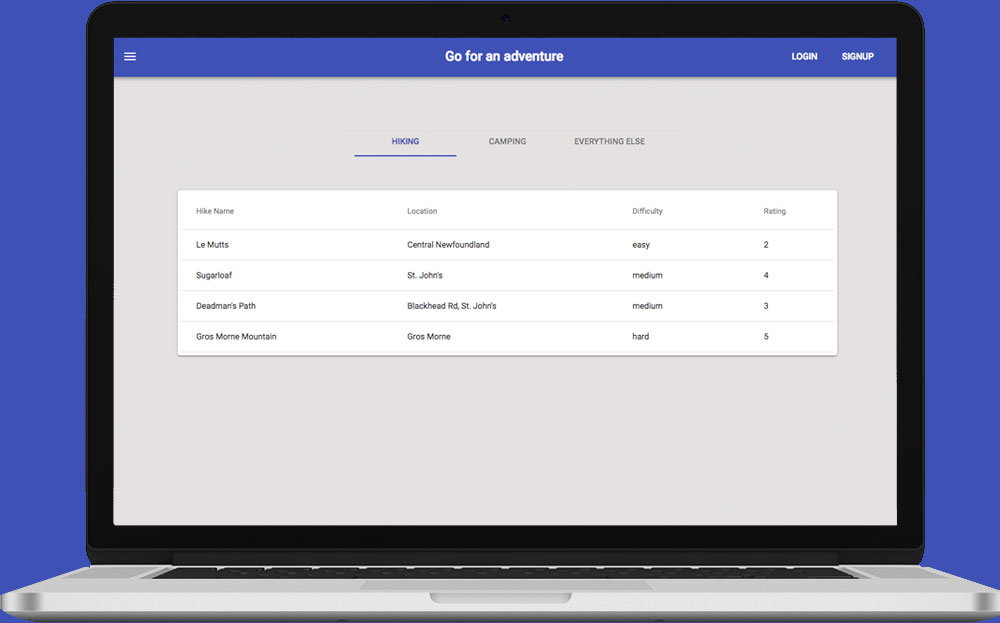 Go for an adventure LOGIN SIGNUP
HIKING CAMPING EVERYTHING ELSE
Hike Name Location Difficulty Rating
Le Mutts Central Newfoundland easy 2
Sugarloaf St. John's medium 4
Deadman's Path Blackhead Rd, St. John's medium 3
Gros Morne Mountain Gros Morne hard 5